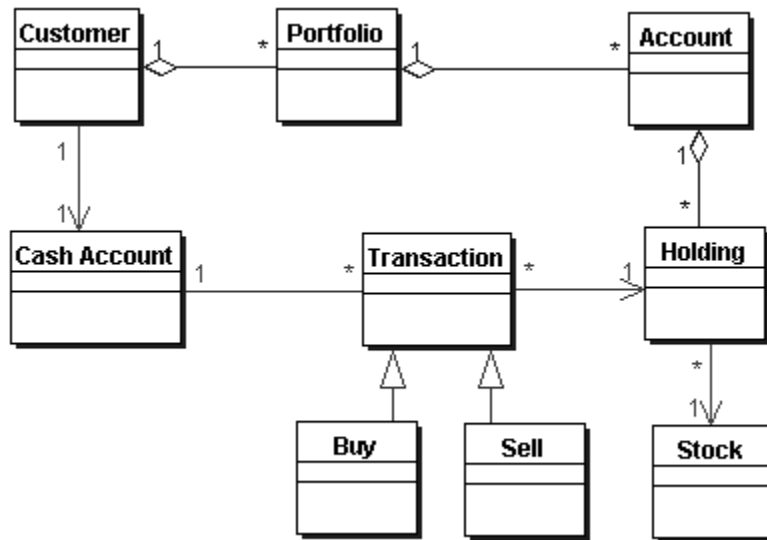 Customer
1
*
Portfolio
1
*
Account
1
1
*
1
Cash Account
1
*
Transaction
*
1
Holding
*
1
Buy
Sell
Stock